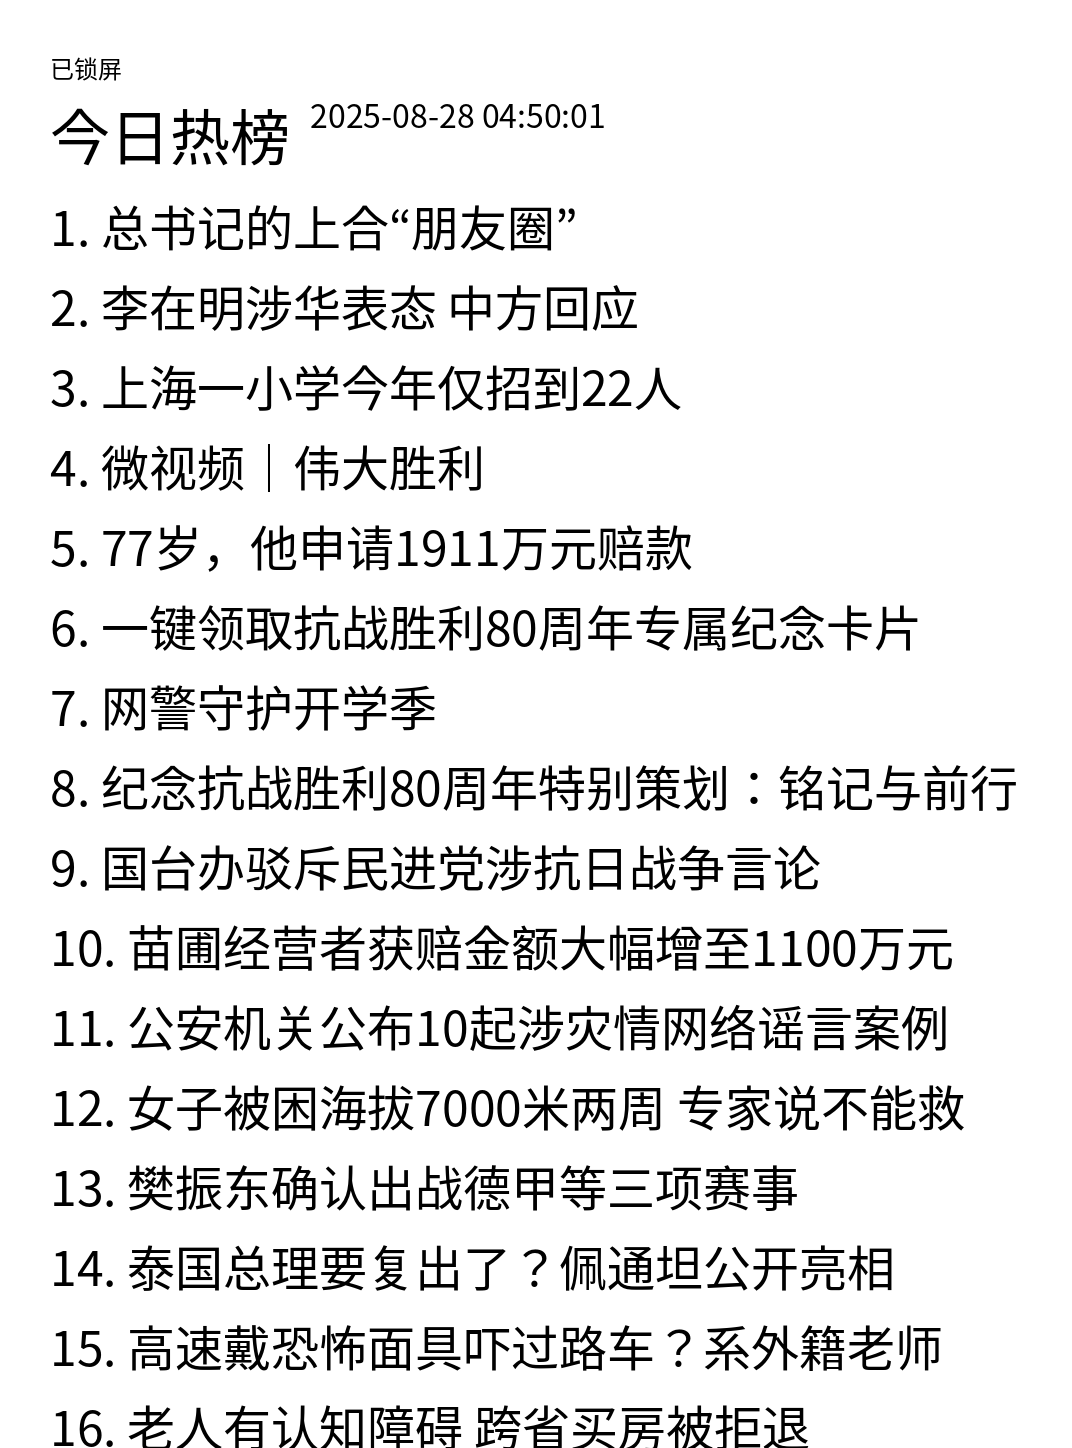 已锁屏
今日热榜 2025-08-28 04:50:01
1. 总书记的上合“朋友圈”
2. 李在明涉华表态 中方回应
3. 上海一小学今年仅招到22人
4. 微视频｜伟大胜利
5. 77岁，他申请1911万元赔款
6. 一键领取抗战胜利80周年专属纪念卡片
7. 网警守护开学季
8. 纪念抗战胜利80周年特别策划：铭记与前行
9. 国台办驳斥民进党涉抗日战争言论
10. 苗圃经营者获赔金额大幅增至1100万元
11. 公安机关公布10起涉灾情网络谣言案例
12. 女子被困海拔7000米两周 专家说不能救
13. 樊振东确认出战德甲等三项赛事
14. 泰国总理要复出了？佩通坦公开亮相
15. 高速戴恐怖面具吓过路车？系外籍老师
16. 老人有认知障碍 跨省买房被拒退